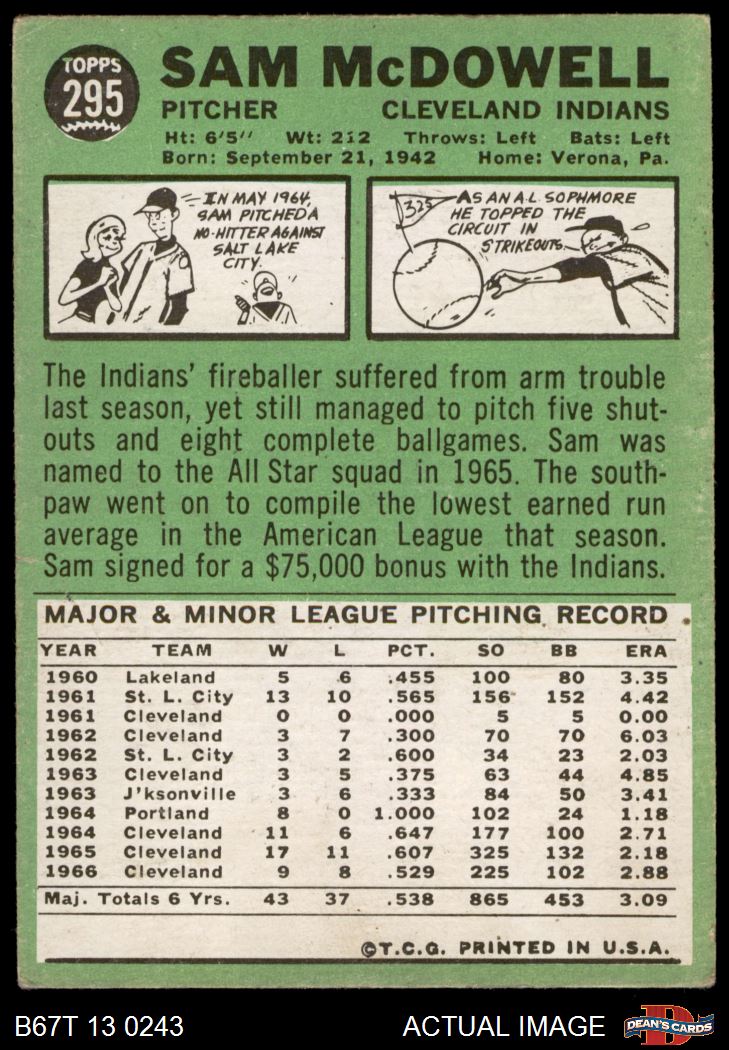 TOPPS
295
SAM McDOWELL
PITCHER CLEVELAND INDIANS
Ht: 6'5" Wt: 212 Throws: Left Bats: Left
Born: September 21, 1942 Home: Verona, Pa.
IN MAY 1964,
SAM PITCHED A
NO-HITTER AGAINST
SALT LAKE
CITY.
325
AS AN A.L. SOPHMORE
HE TOPPED THE
CIRCUIT IN
STRIKEOUTS.
The Indians' fireballer suffered from arm trouble
last season, yet still managed to pitch five shut-
outs and eight complete ballgames. Sam was
named to the All Star squad in 1965. The south-
paw went on to compile the lowest earned run
average in the American League that season.
Sam signed for a $75,000 bonus with the Indians.
MAJOR & MINOR LEAGUE PITCHING RECORD
YEAR TEAM W L PCT. SO BB ERA
1960 Lakeland 5 6 .455 100 80 3.35
1961 St. L. City 13 10 .565 156 152 4.42
1961 Cleveland 0 0 .000 5 5 0.00
1962 Cleveland 3 7 .300 70 70 6.03
1962 St. L. City 3 2 .600 34 23 2.03
1963 Cleveland 3 5 .375 63 44 4.85
1963 J'ksonville 3 6 .333 84 50 3.41
1964 Portland 8 0 1.000 102 24 1.18
1964 Cleveland 11 6 .647 177 100 2.71
1965 Cleveland 17 11 .607 325 132 2.18
1966 Cleveland 9 8 .529 225 102 2.88
Maj. Totals 6 Yrs. 43 37 .538 865 453 3.09
©T.C.G. PRINTED IN U.S.A.
B67T 13 0243 ACTUAL IMAGE
D
DEAN'S CARDS